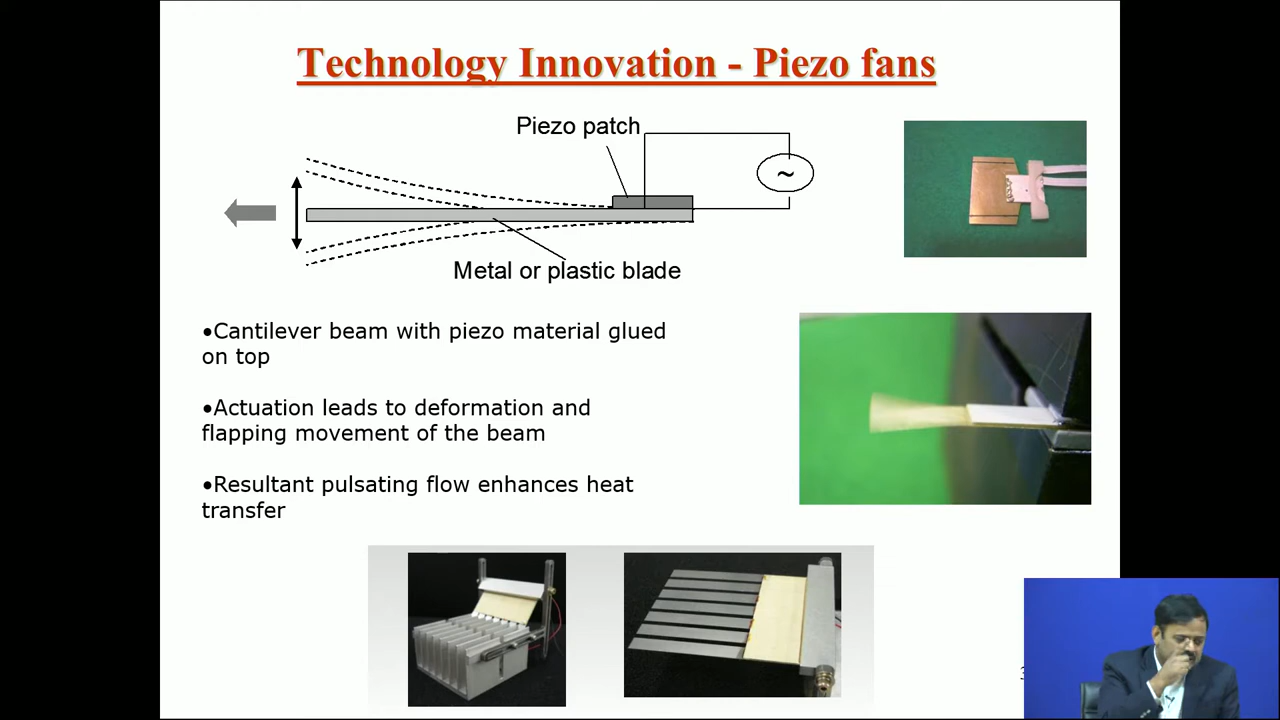 Technology Innovation - Piezo fans
Piezo patch
~
Metal or plastic blade
•Cantilever beam with piezo material glued
on top
•Actuation leads to deformation and
flapping movement of the beam
•Resultant pulsating flow enhances heat
transfer